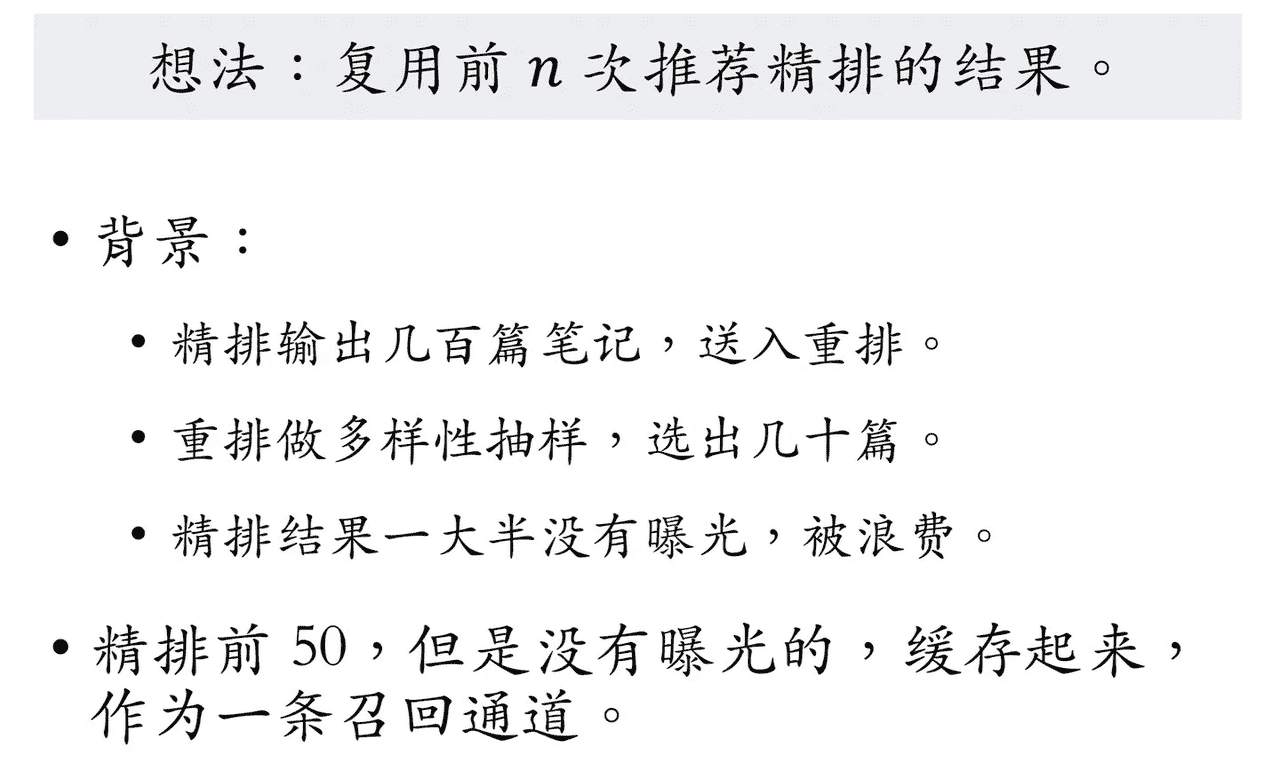 想法：复用前 n 次推荐精排的结果。
• 背景：
• 精排输出几百篇笔记，送入重排。
• 重排做多样性抽样，选出几十篇。
• 精排结果一大半没有曝光，被浪费。
• 精排前 50，但是没有曝光的，缓存起来，
作为一条召回通道。